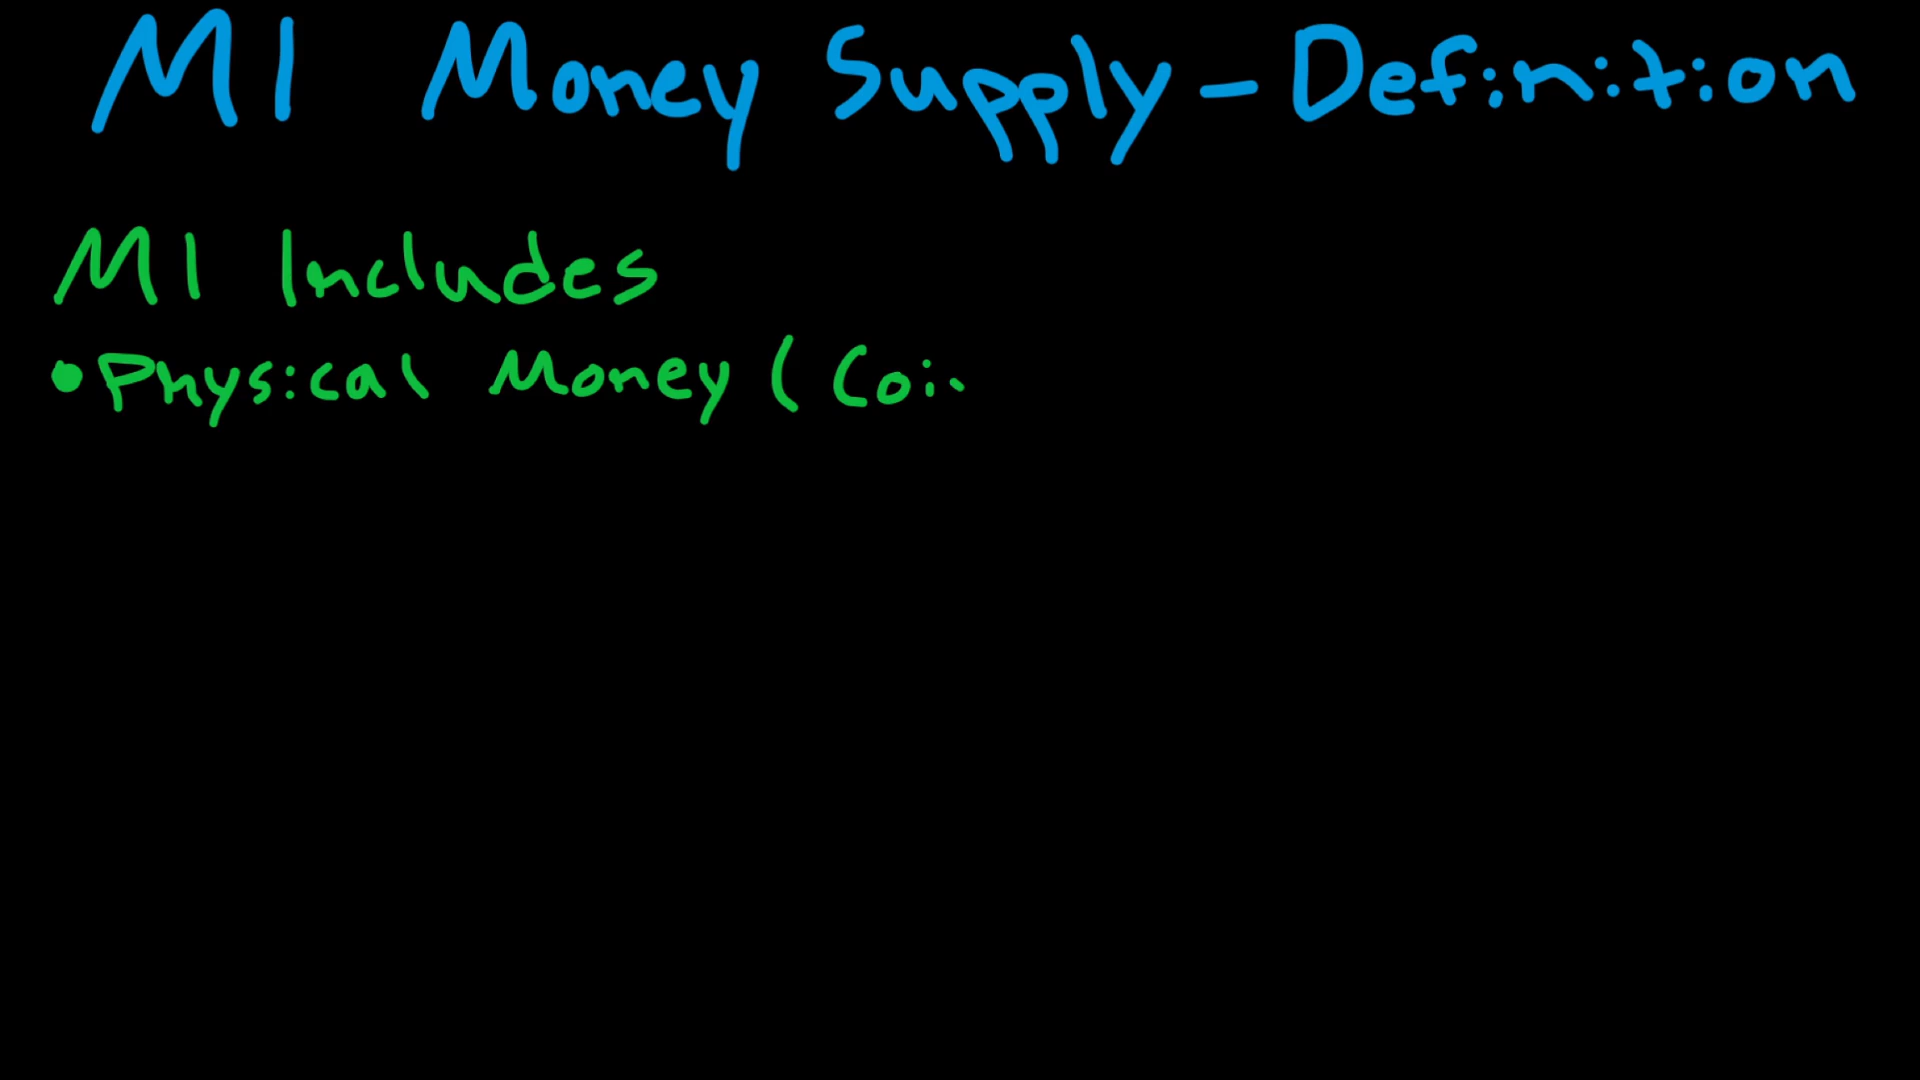 M1 Money Supply - Definition
M1 Includes
• Physical Money ( Coi